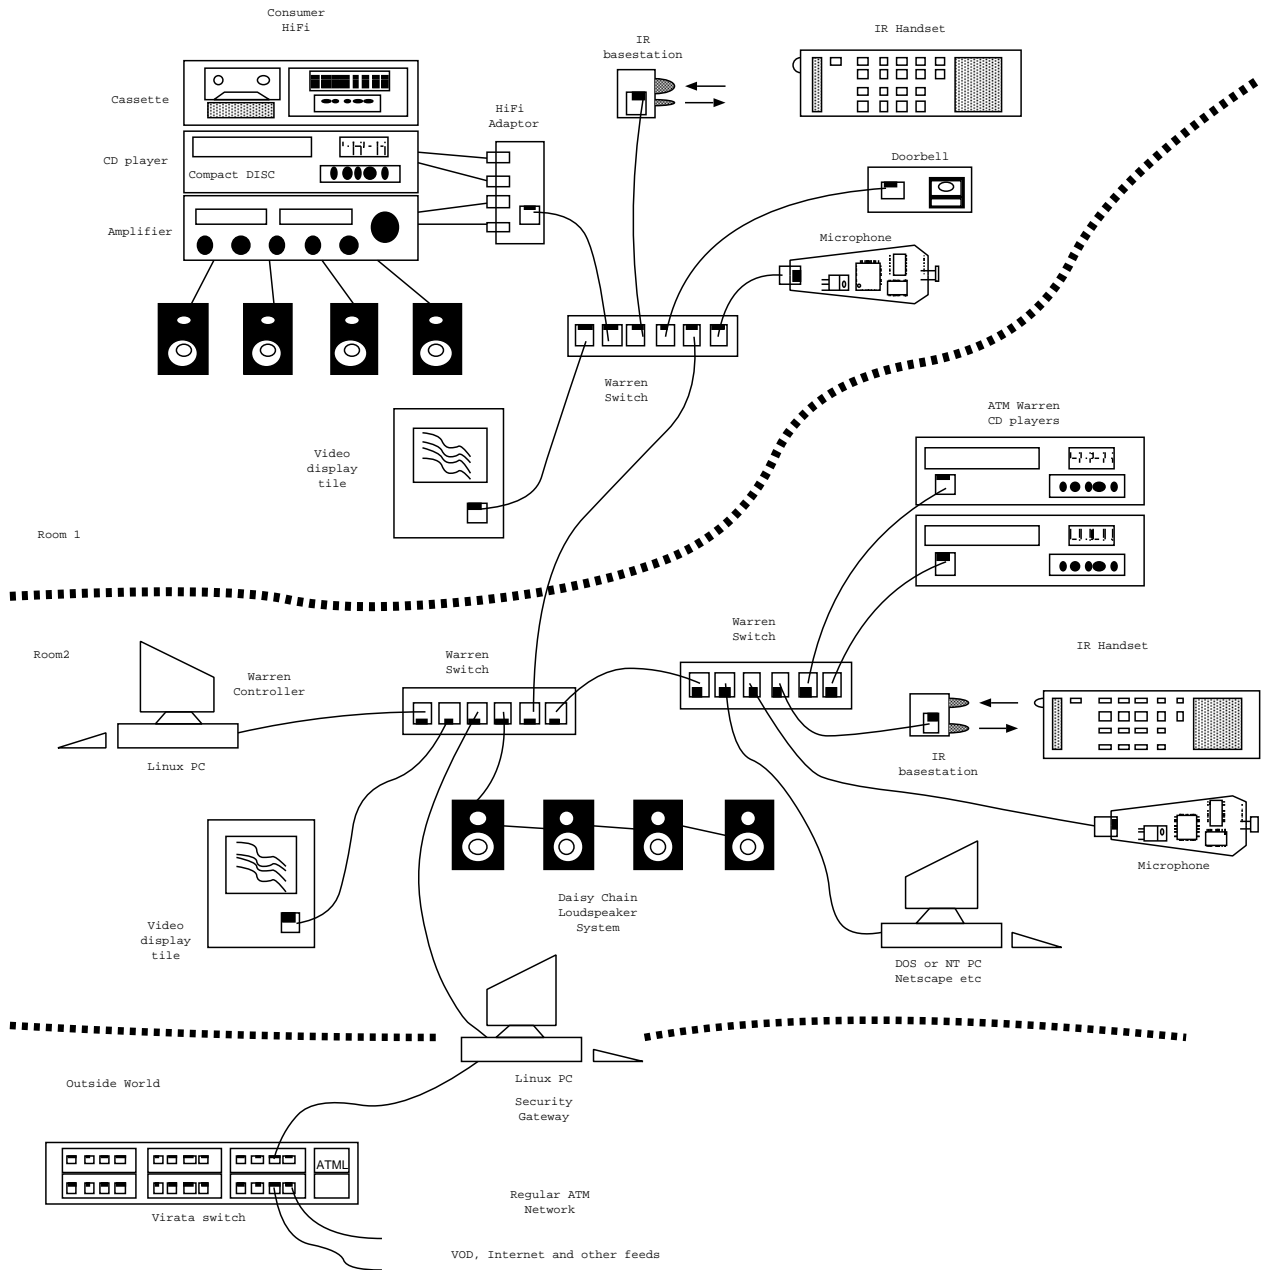 Consumer
HiFi
IR
basestation
IR Handset
Cassette
HiFi
Adaptor
CD player
Compact DISC
Doorbell
Amplifier
Microphone
Warren
Switch
ATM Warren
CD players
Video
display
tile
Room 1
Warren
Switch
Room2
Warren
Switch
IR Handset
Warren
Controller
Linux PC
IR
basestation
Microphone
Daisy Chain
Loudspeaker
System
Video
display
tile
DOS or NT PC
Netscape etc
Linux PC
Security
Gateway
Outside World
ATML
Regular ATM
Network
Virata switch
VOD, Internet and other feeds